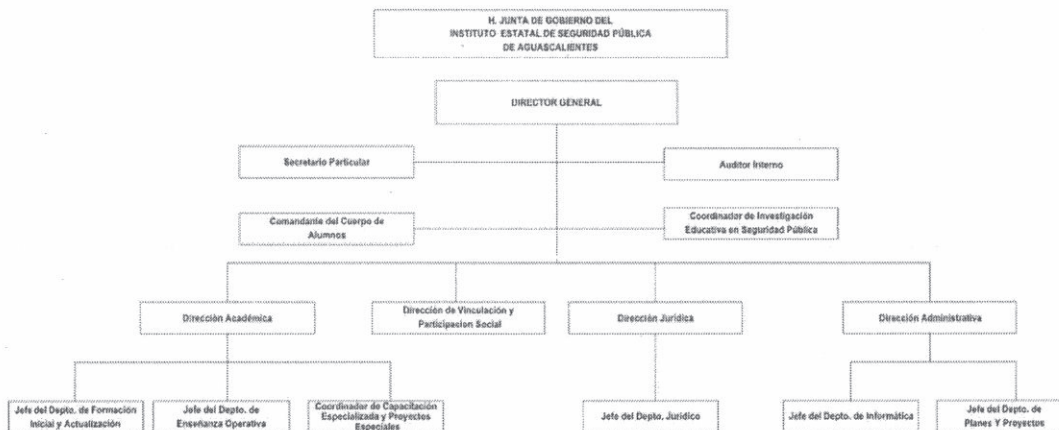 H. JUNTA DE GOBIERNO DEL
INSTITUTO ESTATAL DE SEGURIDAD PÚBLICA
DE AGUASCALIENTES
DIRECTOR GENERAL
Secretario Particular
Auditor Interno
Comandante del Cuerpo de
Alumnos
Coordinador de Investigación
Educativa en Seguridad Pública
Dirección Académica
Dirección de Vinculación y
Participacion Social
Dirección Jurídica
Dirección Administrativa
Jefe del Depto. de Formación
Inicial y Actualización
Jefe del Depto. de
Enseñanza Operativa
Coordinador de Capacitación
Especializada y Proyectos
Especiales
Jefe del Depto. Jurídico
Jefe del Depto. de Informática
Jefe del Depto. de
Planes Y Proyectos